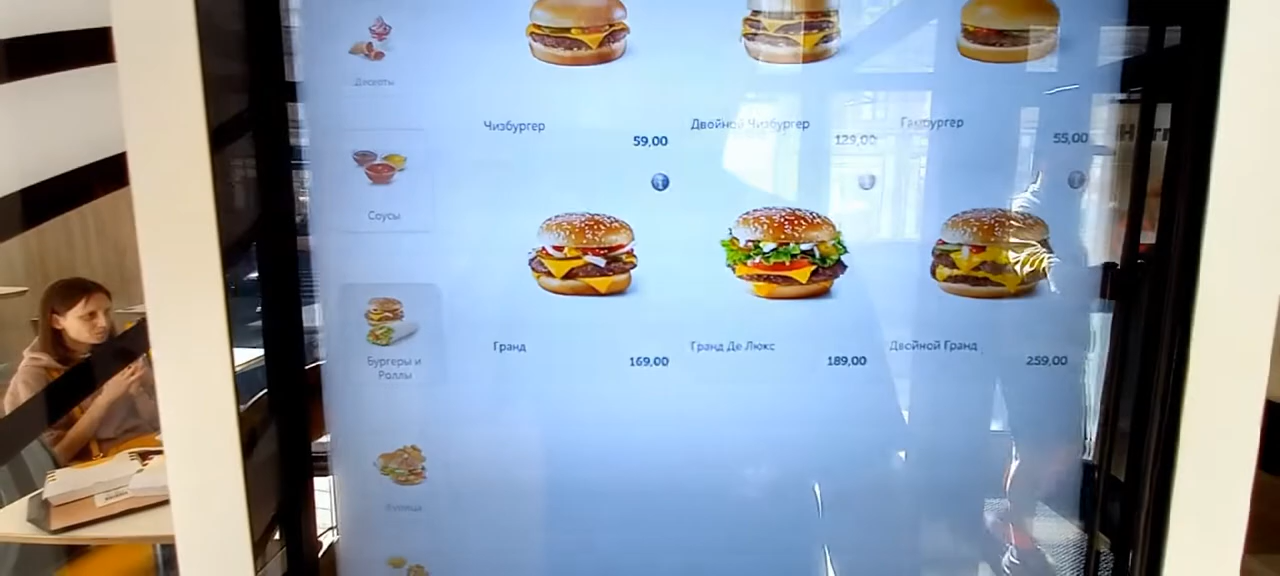 Десерты
Чизбургер
59,00
Двойной Чизбургер
129,00
Гамбургер
55,00
Соусы
Гранд
169,00
Гранд Де Люкс
189,00
Двойной Гранд
259,00
Бургеры и
Роллы
Курица